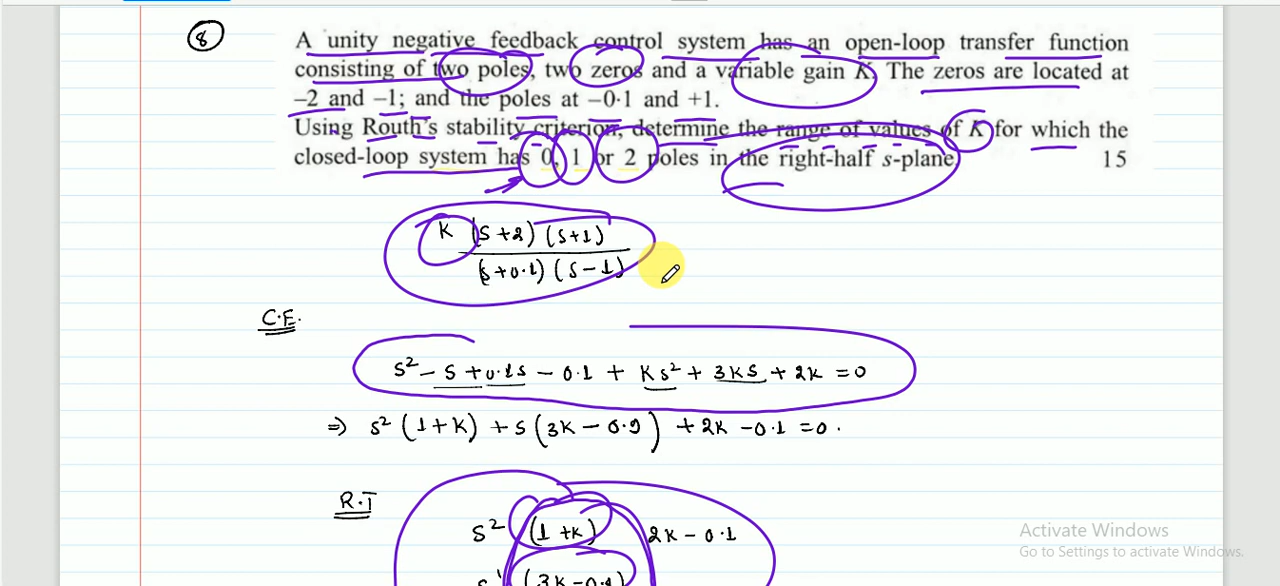 8
A unity negative feedback control system has an open-loop transfer function
consisting of two poles, two zeros and a variable gain K. The zeros are located at
–2 and –1; and the poles at –0·1 and +1.
Using Routh's stability criterion, determine the range of values of K for which the
closed-loop system has 0, 1 or 2 poles in the right-half s-plane. 15
K (s+2) (s+1)
(s+0.1) (s-1)
C.E.
s² - s + 0.1s - 0.1 + Ks² + 3Ks + 2K = 0
⇒ s² (1+K) + s (3K - 0.9) + 2K - 0.1 = 0.
R.T
s² (1+K) 2K - 0.1
s¹ (3K-0.9)
Activate Windows
Go to Settings to activate Windows.